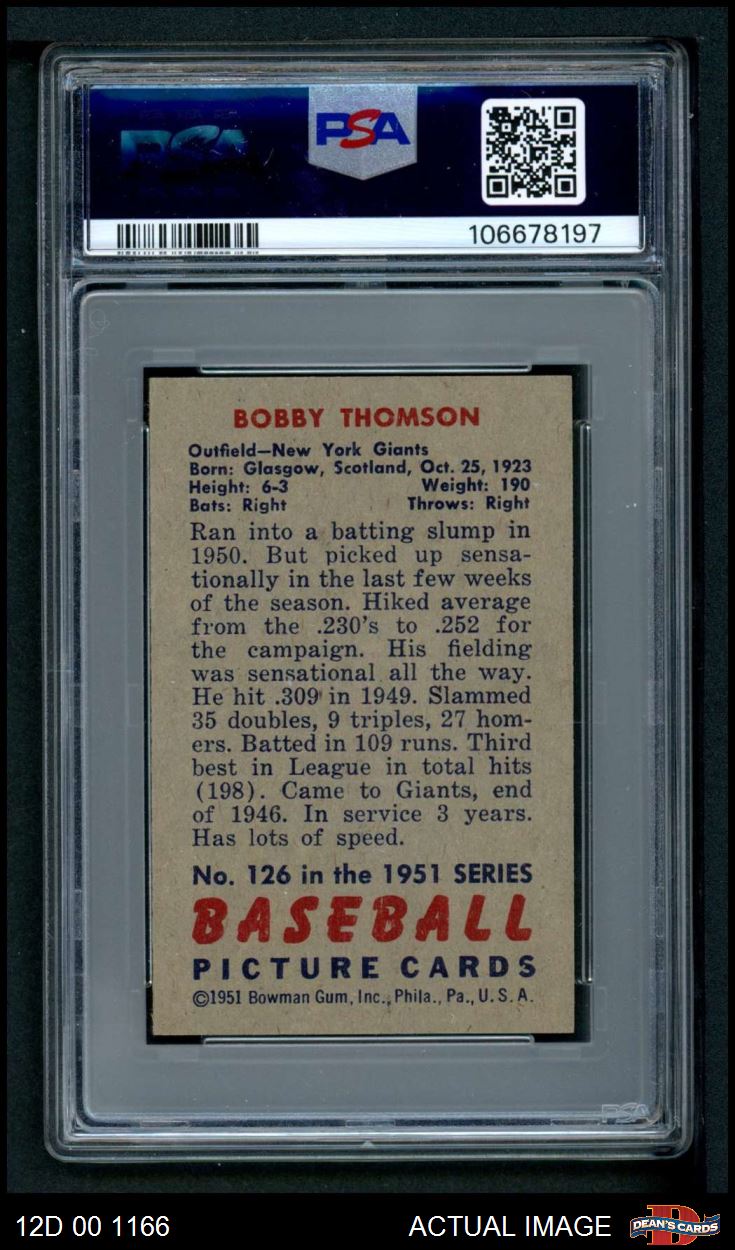 PSA
PSA
106678197
BOBBY THOMSON
Outfield—New York Giants
Born: Glasgow, Scotland, Oct. 25, 1923
Height: 6-3 Weight: 190
Bats: Right Throws: Right
Ran into a batting slump in
1950. But picked up sensa-
tionally in the last few weeks
of the season. Hiked average
from the .230's to .252 for
the campaign. His fielding
was sensational all the way.
He hit .309 in 1949. Slammed
35 doubles, 9 triples, 27 hom-
ers. Batted in 109 runs. Third
best in League in total hits
(198). Came to Giants, end
of 1946. In service 3 years.
Has lots of speed.
No. 126 in the 1951 SERIES
BASEBALL
PICTURE CARDS
©1951 Bowman Gum, Inc., Phila., Pa., U. S. A.
PSA
12D 00 1166 ACTUAL IMAGE DEAN'S CARDS